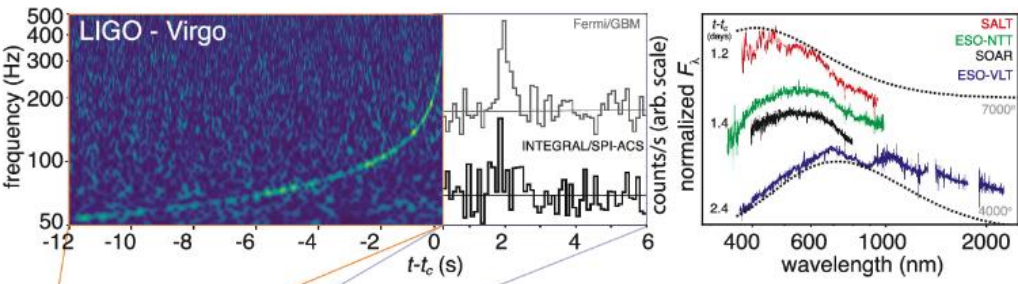 LIGO - Virgo
frequency (Hz)
500
400
300
200
100
50
-12 -10 -8 -6 -4 -2 0 2 4 6
t-tc (s)
Fermi/GBM
INTEGRAL/SPI-ACS
counts/s (arb. scale)
normalized Fλ
t-tc
(days)
1.2
1.4
2.4
SALT
ESO-NTT
SOAR
ESO-VLT
7000°
4000°
400 600 1000 2000
wavelength (nm)